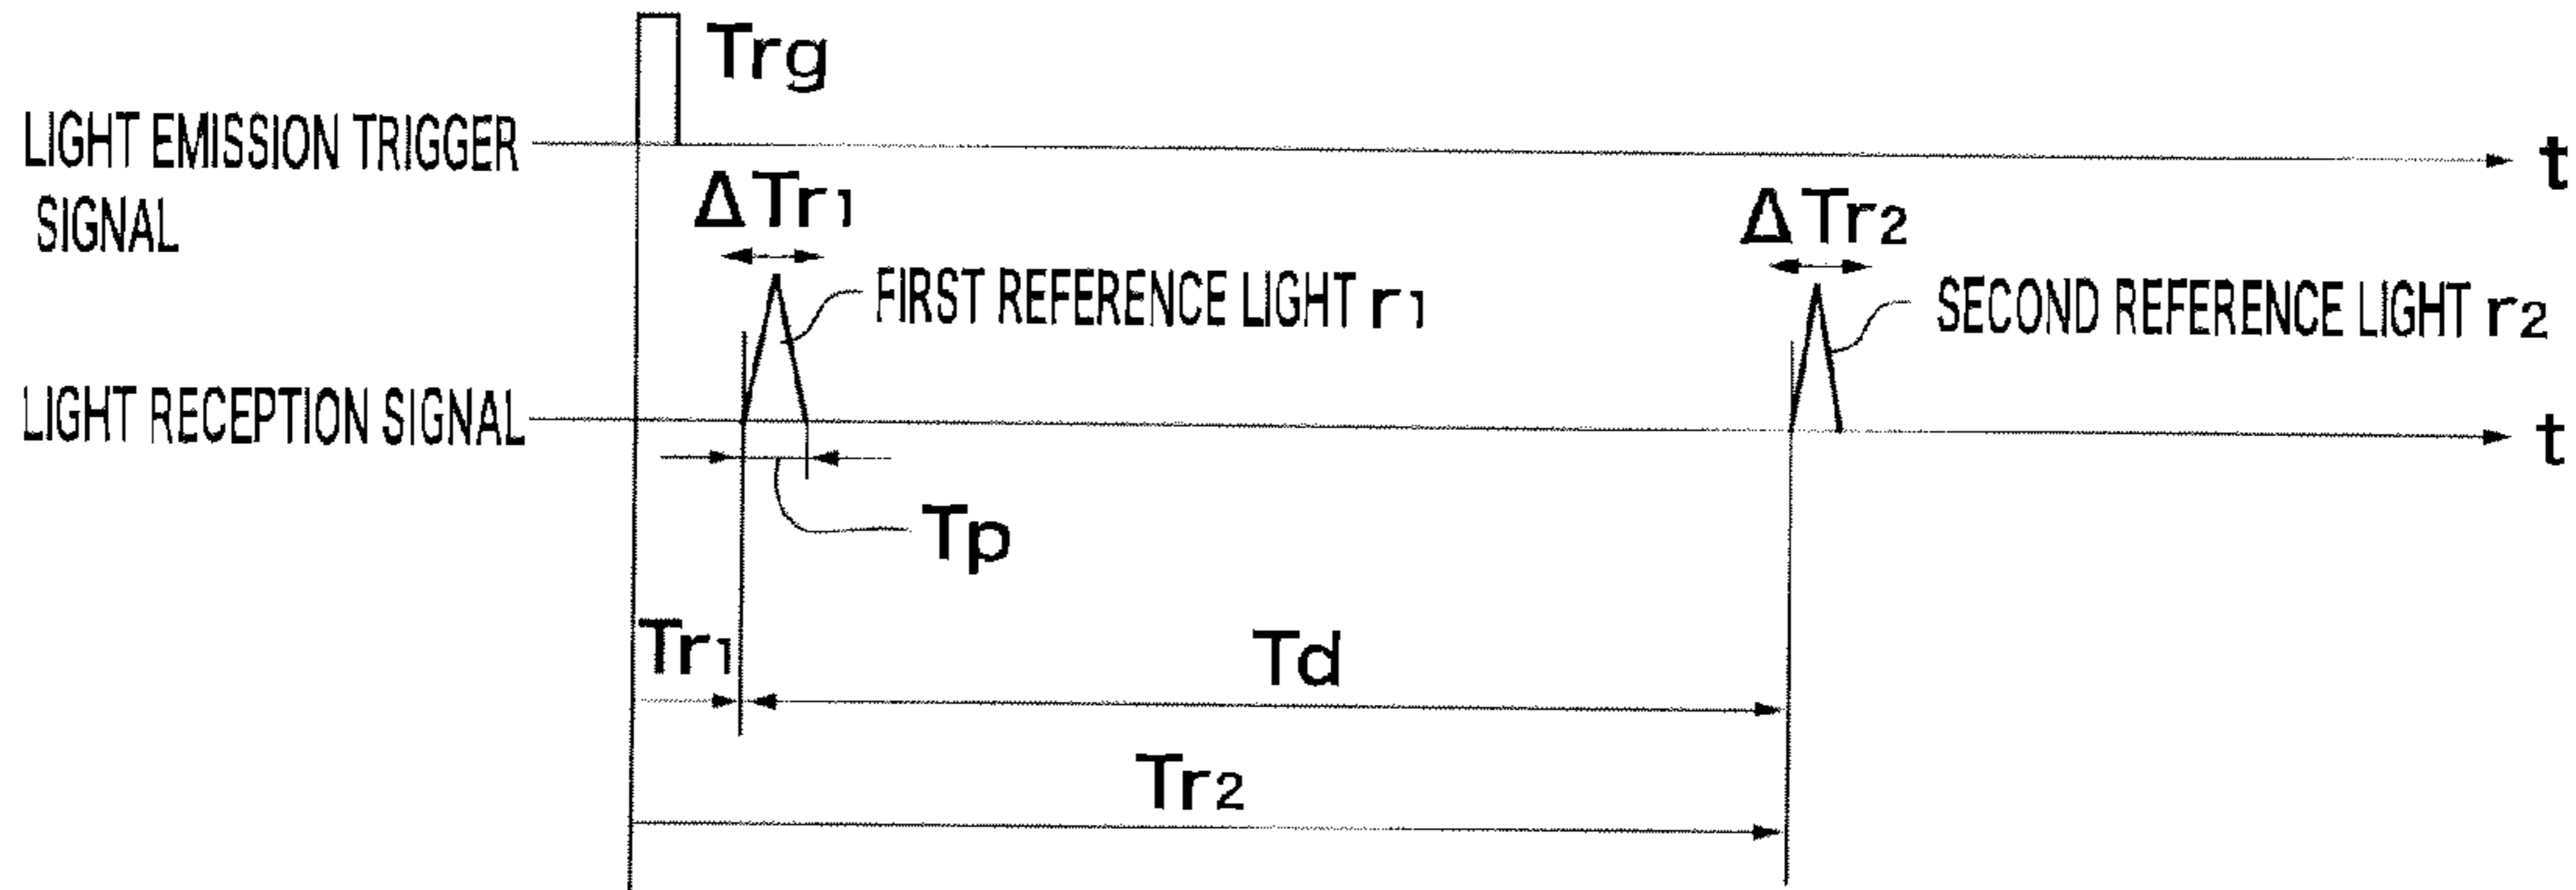 Trg
LIGHT EMISSION TRIGGER
SIGNAL
t
ΔTr1
ΔTr2
FIRST REFERENCE LIGHT r1
SECOND REFERENCE LIGHT r2
LIGHT RECEPTION SIGNAL
t
Tp
Tr1
Td
Tr2